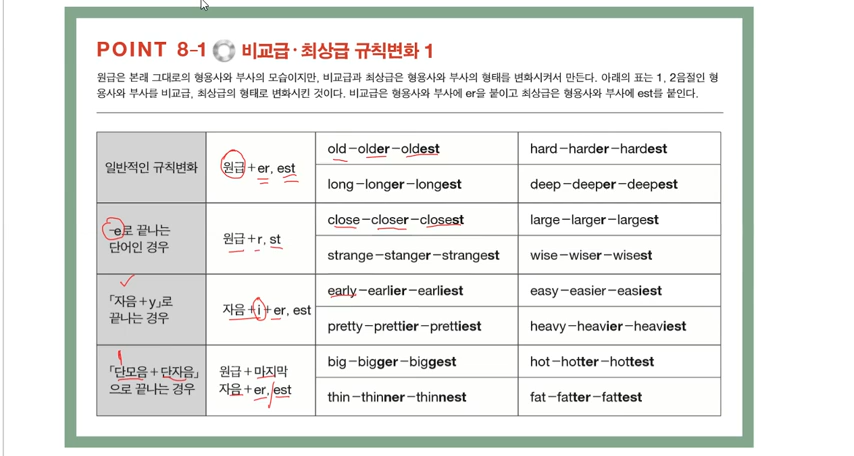 POINT 8-1 비교급·최상급 규칙변화 1
원급은 본래 그대로의 형용사와 부사의 모습이지만, 비교급과 최상급은 형용사와 부사의 형태를 변화시켜서 만든다. 아래의 표는 1, 2음절인 형
용사와 부사를 비교급, 최상급의 형태로 변화시킨 것이다. 비교급은 형용사와 부사에 er을 붙이고 최상급은 형용사와 부사에 est를 붙인다.
일반적인 규칙변화
원급+er, est
old-older-oldest
hard-harder-hardest
long-longer-longest
deep-deeper-deepest
-e로 끝나는
단어인 경우
원급+r, st
close-closer-closest
large-larger-largest
strange-stanger-strangest
wise-wiser-wisest
「자음+y」로
끝나는 경우
자음+i+er, est
early-earlier-earliest
easy-easier-easiest
pretty-prettier-prettiest
heavy-heavier-heaviest
「단모음+단자음」
으로 끝나는 경우
원급+마지막
자음+er, est
big-bigger-biggest
hot-hotter-hottest
thin-thinner-thinnest
fat-fatter-fattest